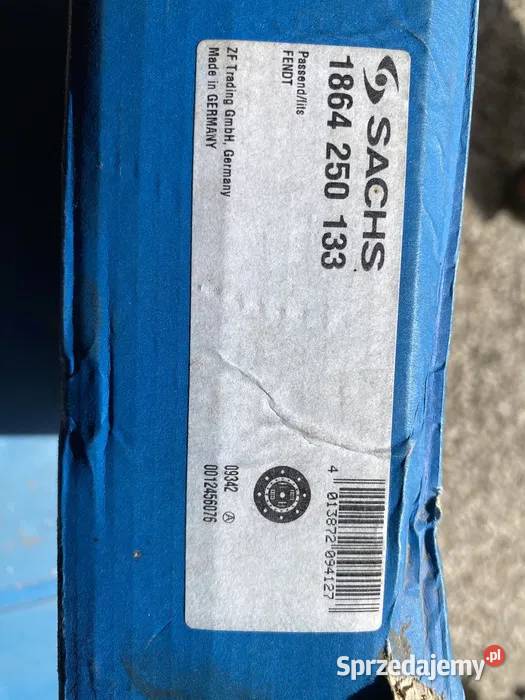 SACHS
1864 250 133
Passend/fits
FENDT
ZF Trading GmbH, Germany
Made in GERMANY
09342 A
0012456076
4 013872 094127
Sprzedajemy.pl